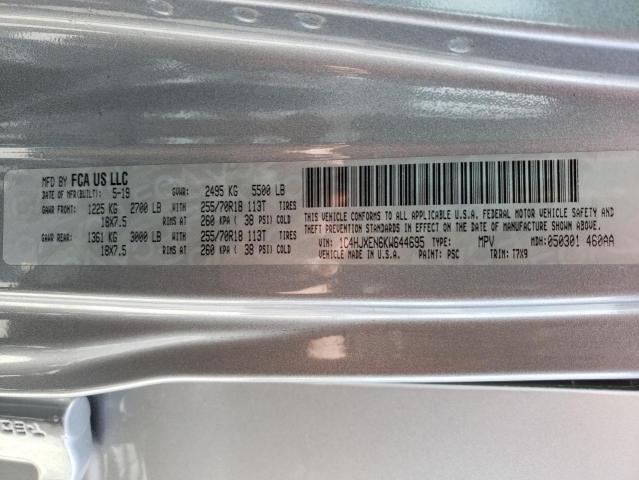 MFD BY FCA US LLC
DATE OF MFR(BUILT): 5-19 GVWR: 2495 KG 5500 LB
GAWR FRONT: 1225 KG 2700 LB WITH 255/70R18 113T TIRES
18X7.5 RIMS AT 260 KPA ( 38 PSI) COLD
GAWR REAR: 1361 KG 3000 LB WITH 255/70R18 113T TIRES
18X7.5 RIMS AT 260 KPA ( 38 PSI) COLD
THIS VEHICLE CONFORMS TO ALL APPLICABLE U.S.A. FEDERAL MOTOR VEHICLE SAFETY AND
THEFT PREVENTION STANDARDS IN EFFECT ON THE DATE OF MANUFACTURE SHOWN ABOVE.
VIN: 1C4HJXEN6KW644695 TYPE: MPV MDH:050301 460AA
VEHICLE MADE IN U.S.A. PAINT: PSC TRIM: T7X9